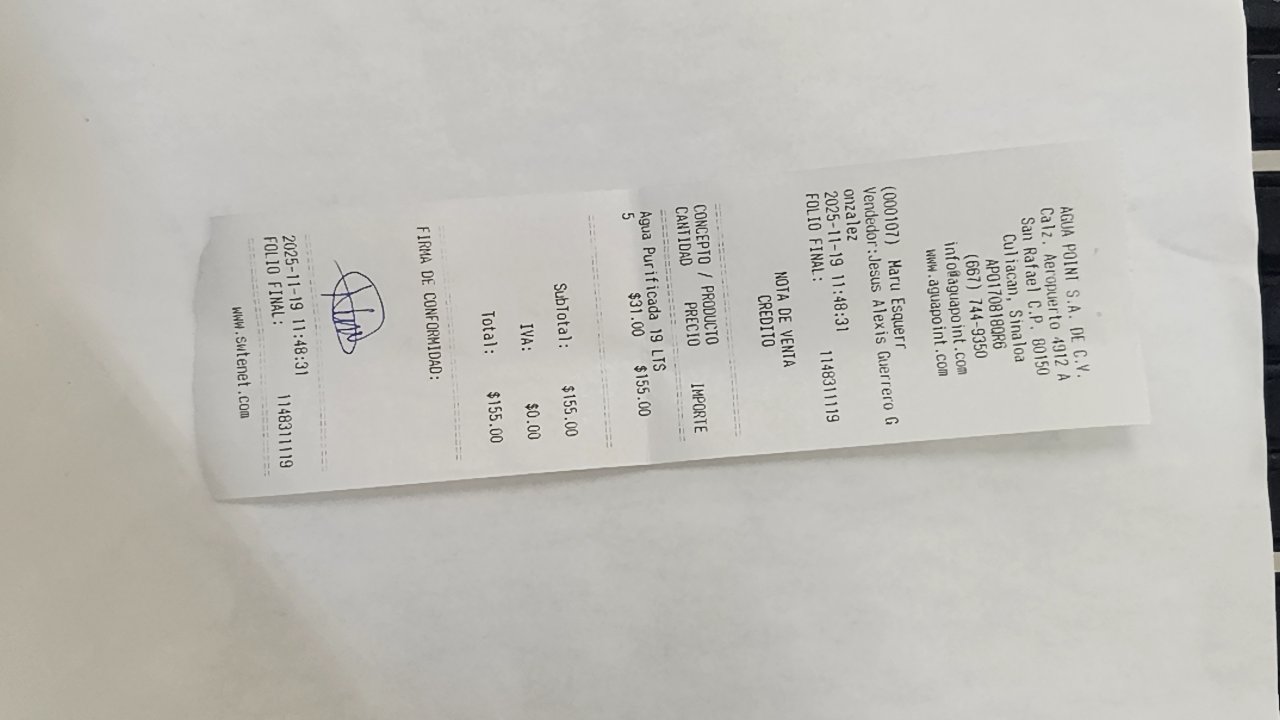 AGUA POINT S.A. DE C.V.
Calz. Aeropuerto 4912 A
San Rafael C.P. 80150
Culiacan, Sinaloa
APO170818QR6
(667) 744-9350
info@aguapoint.com
www.aguapoint.com
(000107) Maru Esquerr
Vendedor:Jesus Alexis Guerrero G
onzalez
2025-11-19 11:48:31
FOLIO FINAL: 1148311119
NOTA DE VENTA
CREDITO
CONCEPTO / PRODUCTO
CANTIDAD PRECIO IMPORTE
Agua Purificada 19 LTS
5 $31.00 $155.00
SubTotal: $155.00
IVA: $0.00
Total: $155.00
FIRMA DE CONFORMIDAD:
2025-11-19 11:48:31
FOLIO FINAL: 1148311119
www.swtenet.com